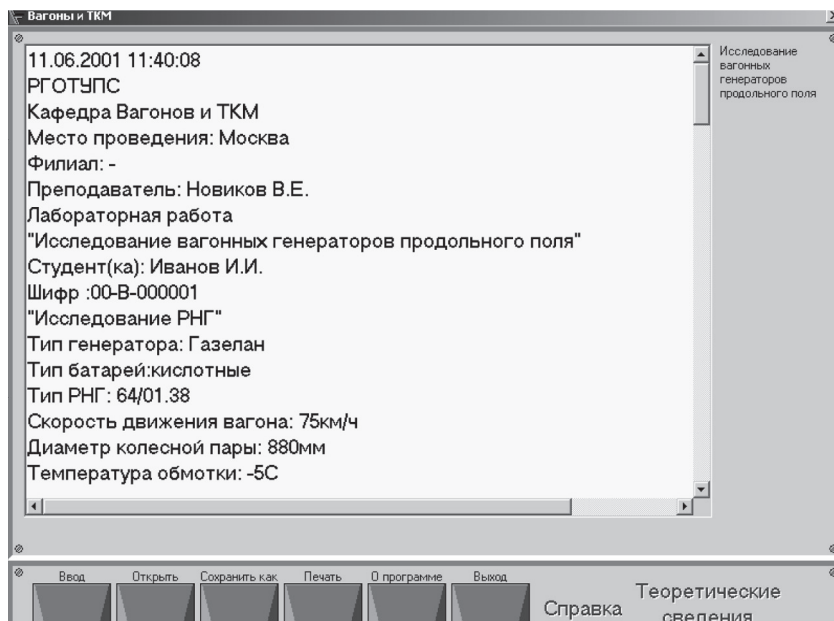 Вагоны и ТКМ
11.06.2001 11:40:08
РГОТУПС
Кафедра Вагонов и ТКМ
Место проведения: Москва
Филиал: -
Преподаватель: Новиков В.Е.
Лабораторная работа
"Исследование вагонных генераторов продольного поля"
Студент(ка): Иванов И.И.
Шифр :00-В-000001
"Исследование РНГ"
Тип генератора: Газелан
Тип батарей:кислотные
Тип РНГ: 64/01.38
Скорость движения вагона: 75км/ч
Диаметр колесной пары: 880мм
Температура обмотки: -5С
Исследование
вагонных
генераторов
продольного поля
Ввод Открыть Сохранить как Печать О программе Выход
Справка
Теоретические
сведения